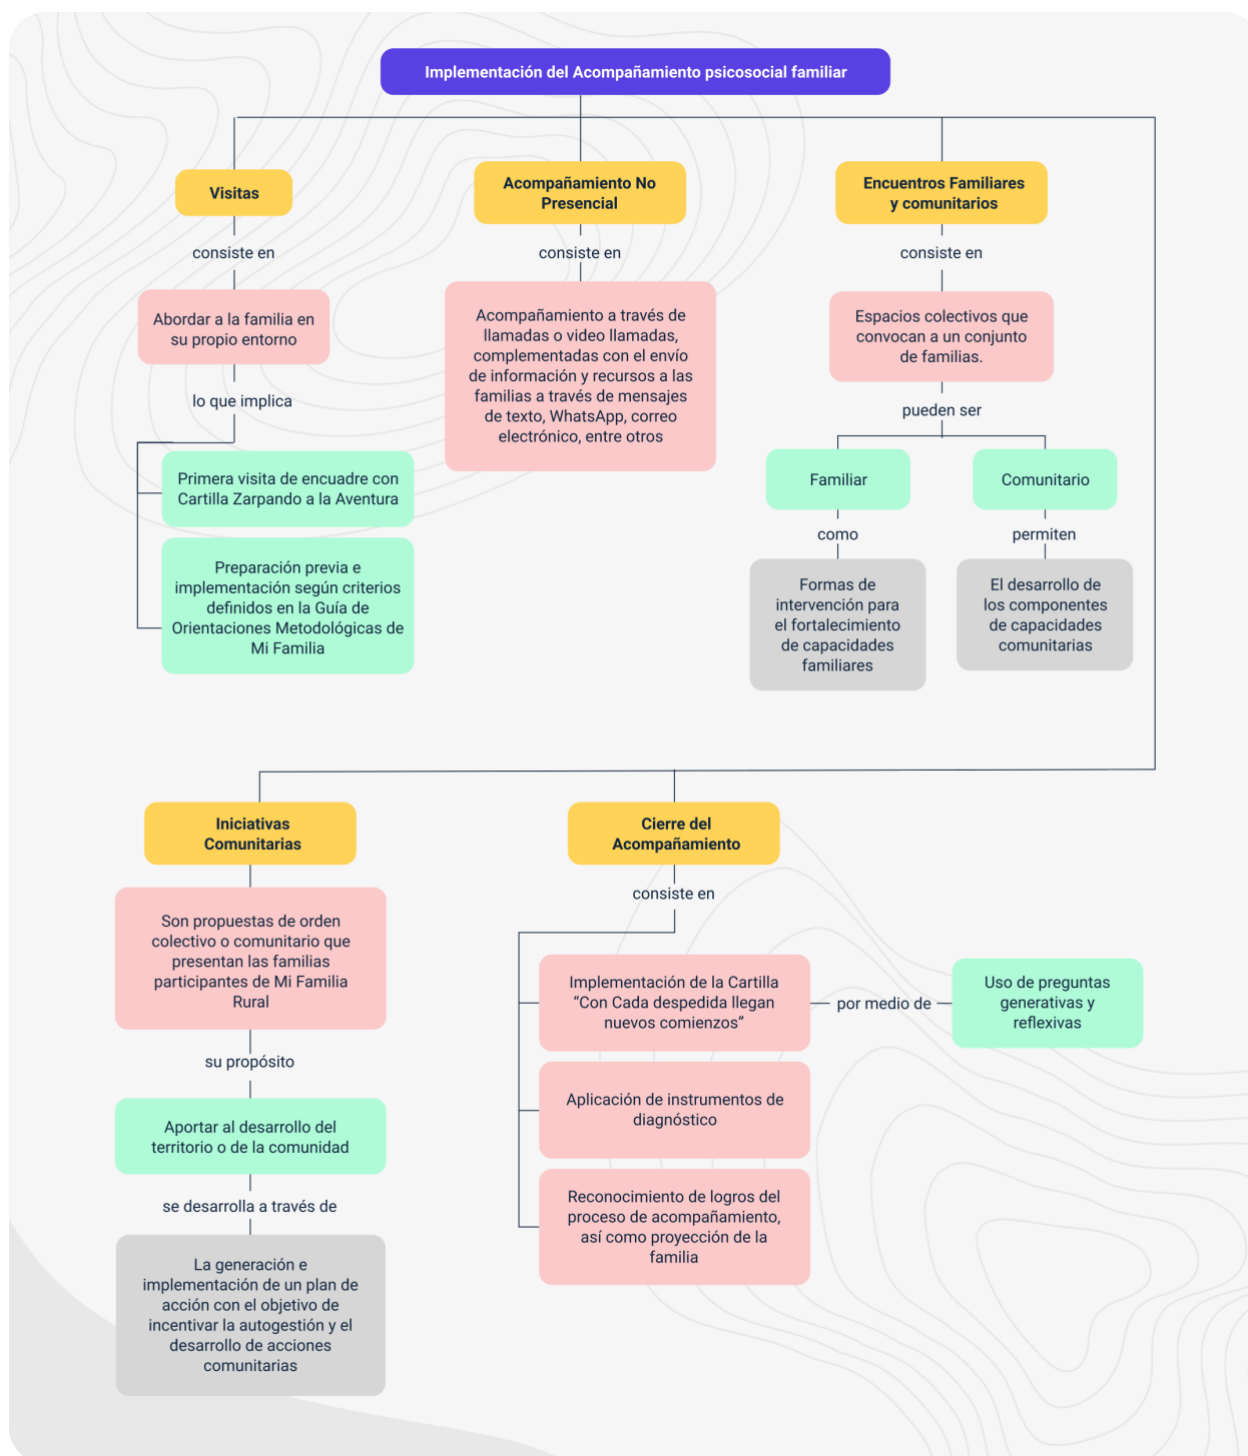 Implementación del Acompañamiento psicosocial familiar
Visitas
consiste en
Abordar a la familia en
su propio entorno
lo que implica
Primera visita de encuadre con
Cartilla Zarpando a la Aventura
Preparación previa e
implementación según criterios
definidos en la Guía de
Orientaciones Metodológicas de
Mi Familia
Acompañamiento No
Presencial
consiste en
Acompañamiento a través de
llamadas o video llamadas,
complementadas con el envío
de información y recursos a las
familias a través de mensajes
de texto, WhatsApp, correo
electrónico, entre otros
Encuentros Familiares
y comunitarios
consiste en
Espacios colectivos que
convocan a un conjunto
de familias.
pueden ser
Familiar
como
Formas de
intervención para
el fortalecimiento
de capacidades
familiares
Comunitario
permiten
El desarrollo de
los componentes
de capacidades
comunitarias
Iniciativas
Comunitarias
Son propuestas de orden
colectivo o comunitario que
presentan las familias
participantes de Mi Familia
Rural
su propósito
Aportar al desarrollo del
territorio o de la comunidad
se desarrolla a través de
La generación e
implementación de un plan de
acción con el objetivo de
incentivar la autogestión y el
desarrollo de acciones
comunitarias
Cierre del
Acompañamiento
consiste en
Implementación de la Cartilla
“Con Cada despedida llegan
nuevos comienzos”
por medio de
Uso de preguntas
generativas y
reflexivas
Aplicación de instrumentos de
diagnóstico
Reconocimiento de logros del
proceso de acompañamiento,
así como proyección de la
familia